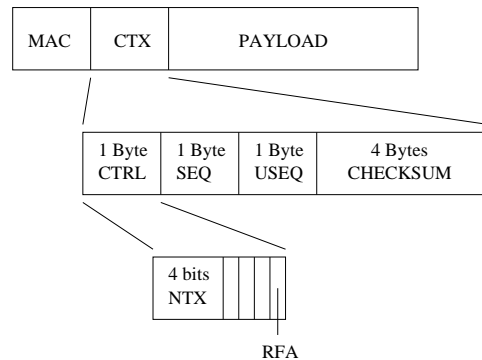 MAC CTX PAYLOAD
1 Byte 1 Byte 1 Byte 4 Bytes
CTRL SEQ USEQ CHECKSUM
4 bits
NTX
RFA